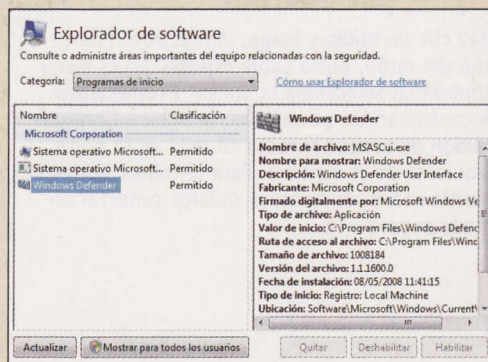 Explorador de software
Consulte o administre áreas importantes del equipo relacionadas con la seguridad.
Categoría: Programas de inicio Cómo usar Explorador de software
Nombre Clasificación
Microsoft Corporation
Sistema operativo Microsoft... Permitido
Sistema operativo Microsoft... Permitido
Windows Defender Permitido
Windows Defender
Nombre de archivo: MSASCui.exe
Nombre para mostrar: Windows Defender
Descripción: Windows Defender User Interface
Fabricante: Microsoft Corporation
Firmado digitalmente por: Microsoft Windows Ve
Tipo de archivo: Aplicación
Valor de inicio: C:\Program Files\Windows Defenc
Ruta de acceso al archivo: C:\Program Files\Winc
Tamaño de archivo: 1008184
Versión del archivo: 1.1.1600.0
Fecha de instalación: 08/05/2008 11:41:15
Tipo de inicio: Registro: Local Machine
Ubicación: Software\Microsoft\Windows\Current\
Actualizar Mostrar para todos los usuarios Quitar Deshabilitar Habilitar